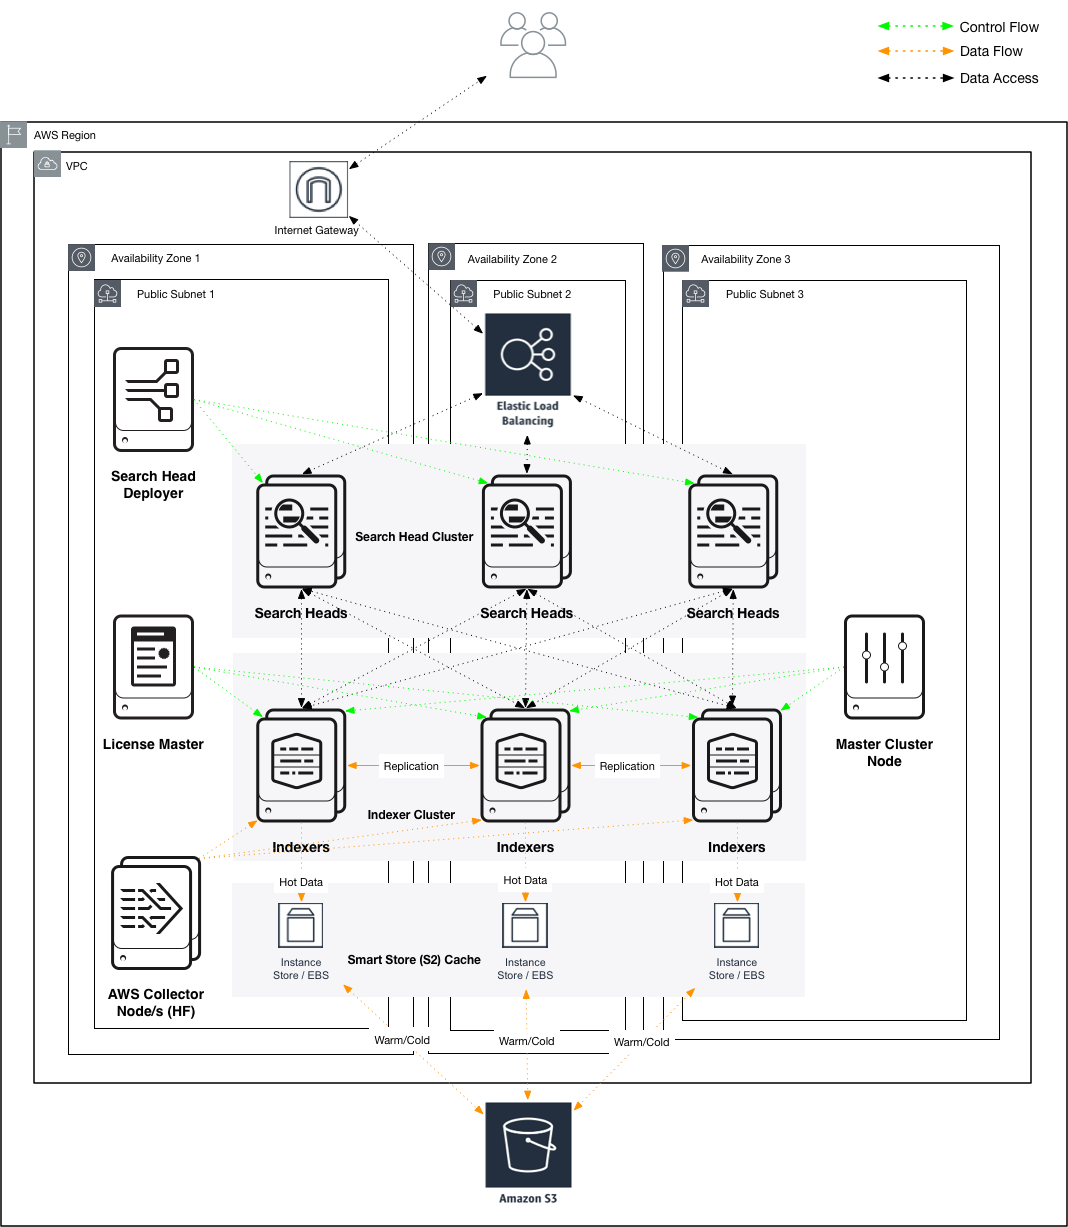 Control Flow
Data Flow
Data Access
AWS Region
VPC
Internet Gateway
Availability Zone 1
Availability Zone 2
Availability Zone 3
Public Subnet 1
Public Subnet 2
Public Subnet 3
Elastic Load
Balancing
Search Head
Deployer
Search Head Cluster
Search Heads
Search Heads
Search Heads
License Master
Master Cluster
Node
Replication
Replication
Indexer Cluster
Indexers
Indexers
Indexers
Hot Data
Hot Data
Hot Data
AWS Collector
Node/s (HF)
Smart Store (S2) Cache
Instance
Store / EBS
Instance
Store / EBS
Instance
Store / EBS
Warm/Cold
Warm/Cold
Warm/Cold
Amazon S3